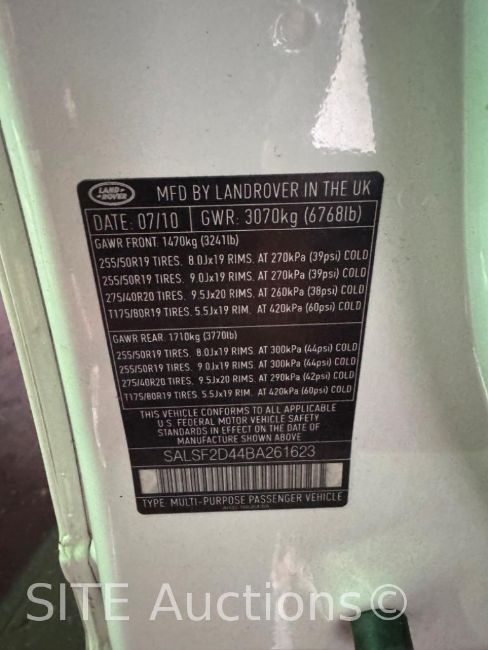 LAND
ROVER
MFD BY LANDROVER IN THE UK
DATE: 07/10 GWR: 3070kg (6768lb)
GAWR FRONT: 1470kg (3241lb)
255/50R19 TIRES. 8.0Jx19 RIMS. AT 270kPa (39psi) COLD
255/50R19 TIRES. 9.0Jx19 RIMS. AT 270kPa (39psi) COLD
275/40R20 TIRES. 9.5Jx20 RIMS. AT 260kPa (38psi) COLD
T175/80R19 TIRES. 5.5Jx19 RIMS. AT 420kPa (60psi) COLD
GAWR REAR: 1710kg (3770lb)
255/50R19 TIRES. 8.0Jx19 RIMS. AT 300kPa (44psi) COLD
255/50R19 TIRES. 9.0Jx19 RIMS. AT 300kPa (44psi) COLD
275/40R20 TIRES. 9.5Jx20 RIMS. AT 290kPa (42psi) COLD
T175/80R19 TIRES. 5.5Jx19 RIMS. AT 420kPa (60psi) COLD
THIS VEHICLE CONFORMS TO ALL APPLICABLE
U.S. FEDERAL MOTOR VEHICLE SAFETY
STANDARDS IN EFFECT ON THE DATE OF
MANUFACTURE SHOWN ABOVE
SALSF2D44BA261623
TYPE: MULTI-PURPOSE PASSENGER VEHICLE
SITE Auctions©